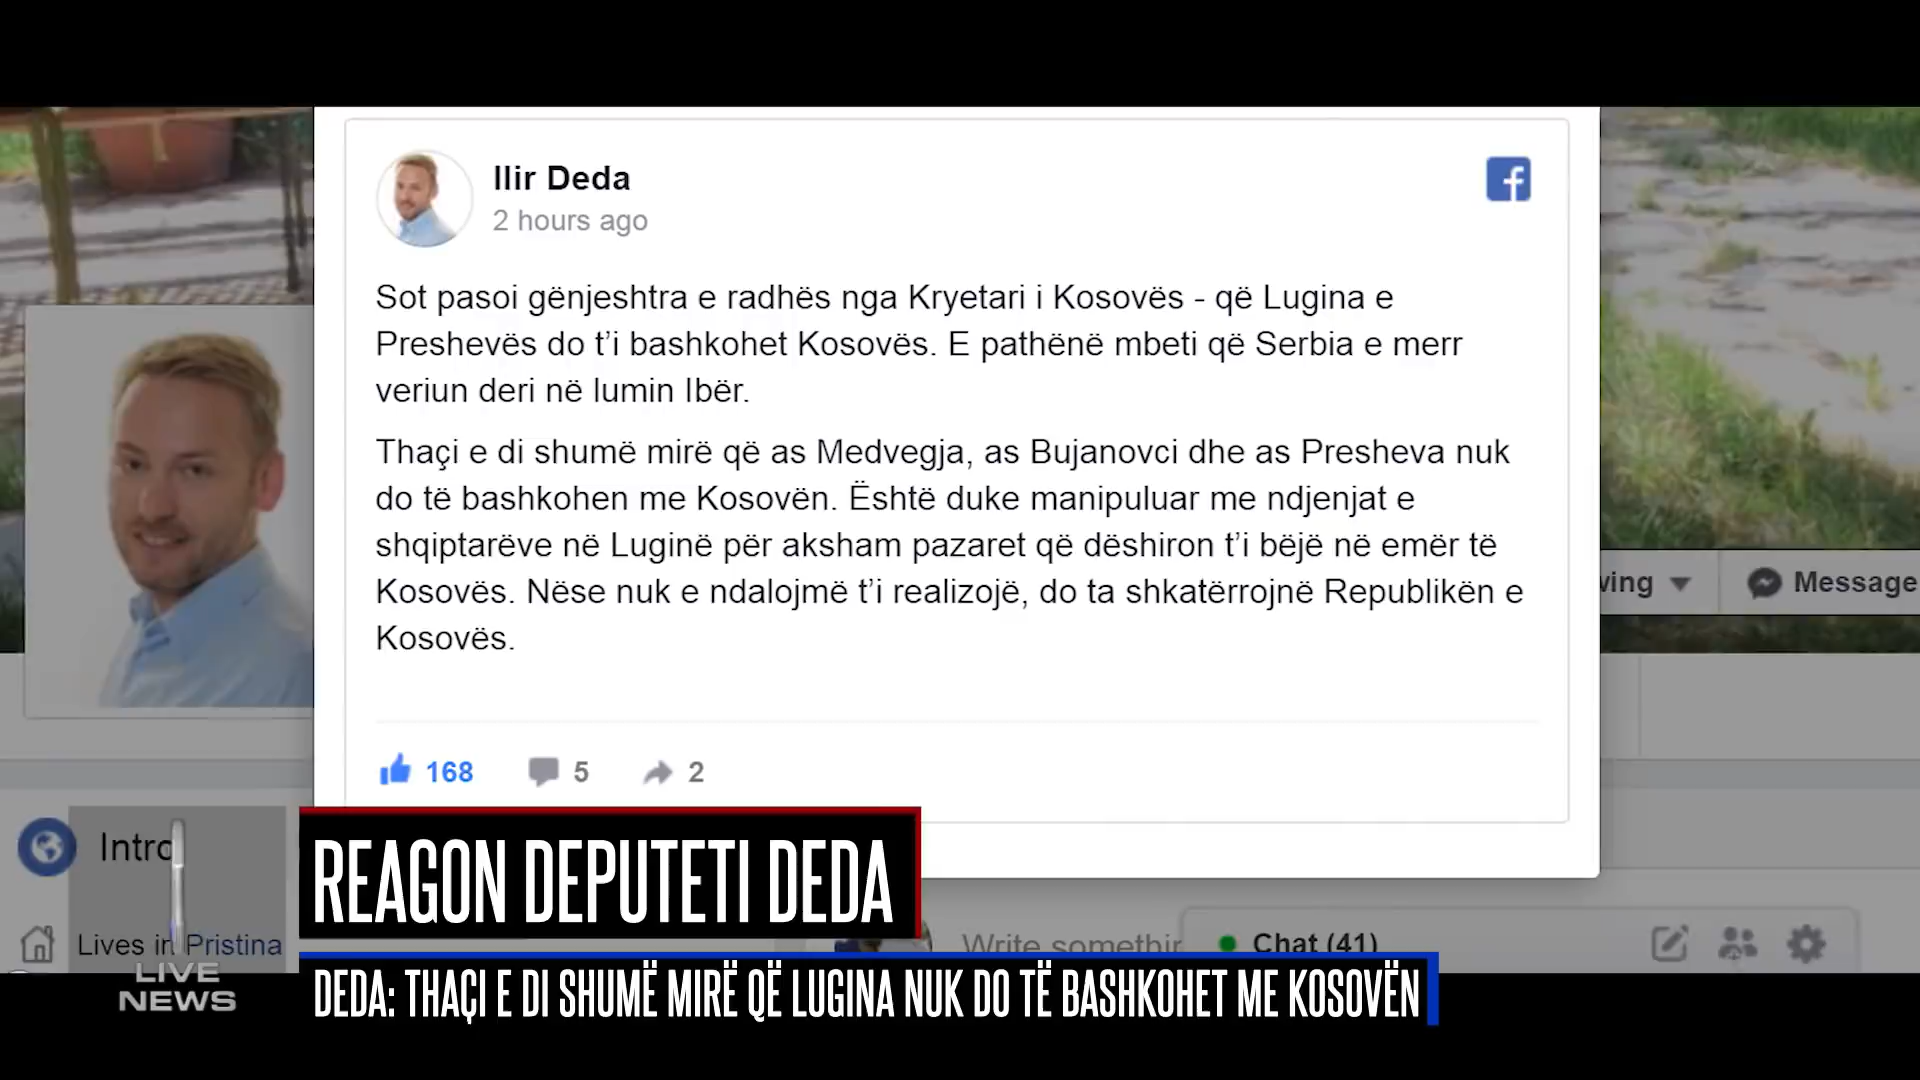 Ilir Deda
2 hours ago
Sot pasoi gënjeshtra e radhës nga Kryetari i Kosovës - që Lugina e
Preshevës do t’i bashkohet Kosovës. E pathënë mbeti që Serbia e merr
veriun deri në lumin Ibër.
Thaçi e di shumë mirë që as Medvegja, as Bujanovci dhe as Presheva nuk
do të bashkohen me Kosovën. Është duke manipuluar me ndjenjat e
shqiptarëve në Luginë për aksham pazaret që dëshiron t’i bëjë në emër të
Kosovës. Nëse nuk e ndalojmë t’i realizojë, do ta shkatërrojnë Republikën e
Kosovës.
168 5 2
Message
Intro
Lives in Pristina
Write
Chat (41)
REAGON DEPUTETI DEDA
DEDA: THAÇI E DI SHUMË MIRË QË LUGINA NUK DO TË BASHKOHET ME KOSOVËN
LIVE
NEWS